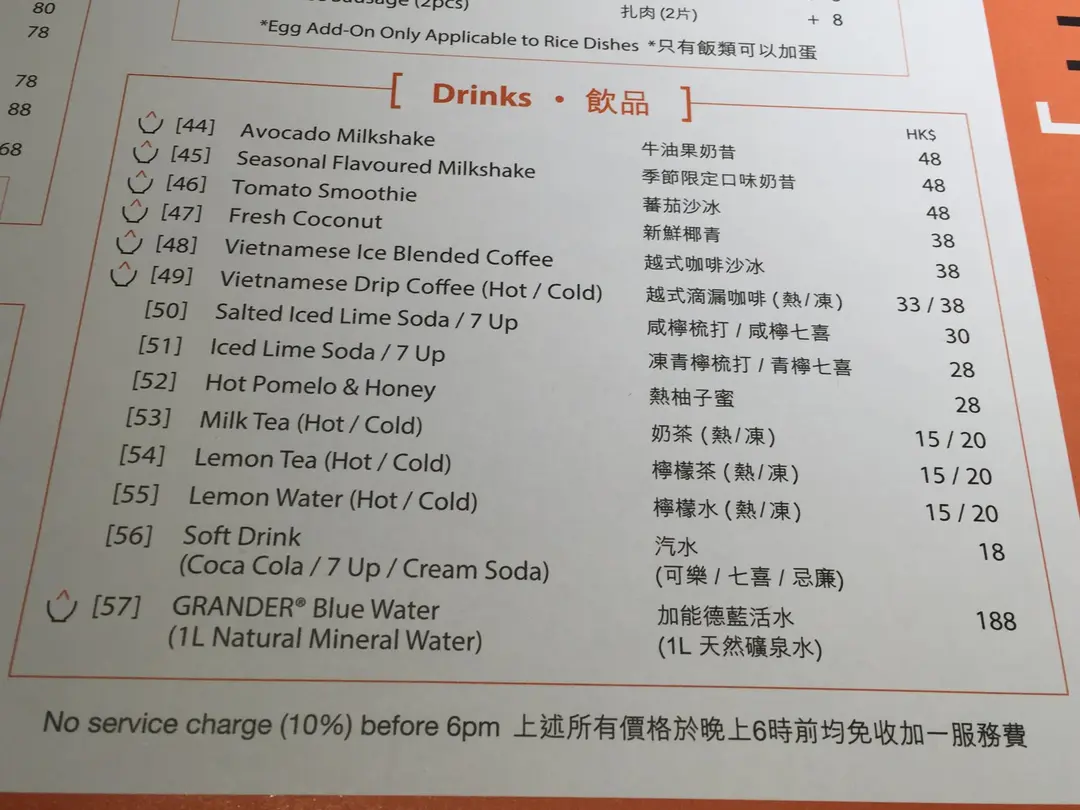 80
78
78
88
68
Sausage (2pcs) 扎肉 (2片) + 8
*Egg Add-On Only Applicable to Rice Dishes *只有飯類可以加蛋
[ Drinks • 飲品 ]
HK$
[44] Avocado Milkshake 牛油果奶昔 48
[45] Seasonal Flavoured Milkshake 季節限定口味奶昔 48
[46] Tomato Smoothie 蕃茄沙冰 48
[47] Fresh Coconut 新鮮椰青 38
[48] Vietnamese Ice Blended Coffee 越式咖啡沙冰 38
[49] Vietnamese Drip Coffee (Hot / Cold) 越式滴漏咖啡 (熱/凍) 33 / 38
[50] Salted Iced Lime Soda / 7 Up 咸檸梳打 / 咸檸七喜 30
[51] Iced Lime Soda / 7 Up 凍青檸梳打 / 青檸七喜 28
[52] Hot Pomelo & Honey 熱柚子蜜 28
[53] Milk Tea (Hot / Cold) 奶茶 (熱/凍) 15 / 20
[54] Lemon Tea (Hot / Cold) 檸檬茶 (熱/凍) 15 / 20
[55] Lemon Water (Hot / Cold) 檸檬水 (熱/凍) 15 / 20
[56] Soft Drink 汽水 18
(Coca Cola / 7 Up / Cream Soda) (可樂 / 七喜 / 忌廉)
[57] GRANDER® Blue Water 加能德藍活水 188
(1L Natural Mineral Water) (1L 天然礦泉水)
No service charge (10%) before 6pm 上述所有價格於晚上6時前均免收加一服務費